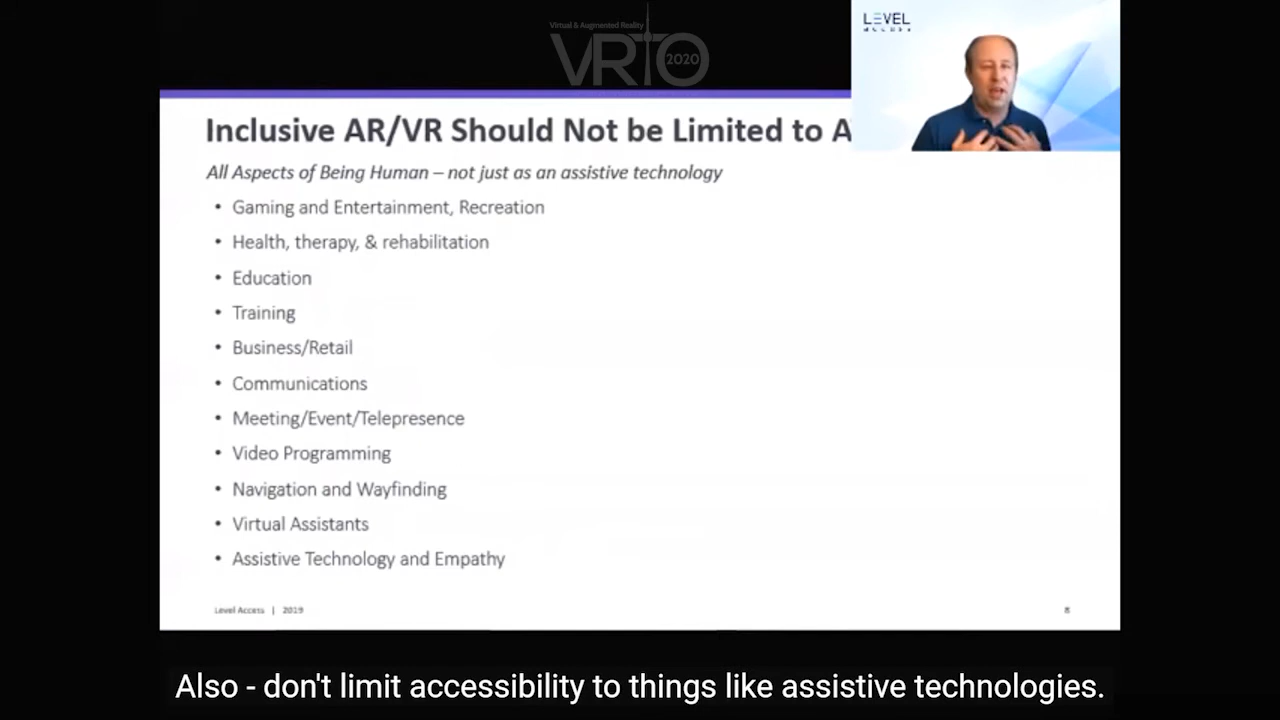 Virtual & Augmented Reality
VRTO
2020
LEVEL
Inclusive AR/VR Should Not be Limited to A
All Aspects of Being Human – not just as an assistive technology
• Gaming and Entertainment, Recreation
• Health, therapy, & rehabilitation
• Education
• Training
• Business/Retail
• Communications
• Meeting/Event/Telepresence
• Video Programming
• Navigation and Wayfinding
• Virtual Assistants
• Assistive Technology and Empathy
Level Access | 2019
8
Also - don't limit accessibility to things like assistive technologies.